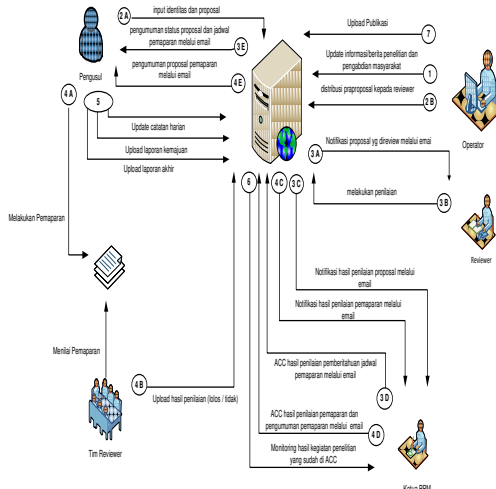 2 A
input identitas dan proposal
pengumuman status proposal dan jadwal
pemaparan melalui email
3 E
pengumuman proposal pemaparan
melalui email
4 E
Pengusul
4 A
5
Update catatan harian
Upload laporan kemajuan
Upload laporan akhir
Upload Publikasi
7
Update informasi/berita penelitian dan
pengabdian masyarakat
1
distribusi praproposal kepada reviewer
2 B
Operator
Notifikasi proposal yg direview melalui emai
3 A
melakukan penilaian
3 B
Reviewer
6
4 C
3 C
Melakukan Pemaparan
Notifikasi hasil penilaian proposal melalui
email
Notifikasi hasil penilaian pemaparan melalui
email
Menilai Pemaparan
ACC hasil penilaian pemberitahuan jadwal
pemaparan melalui email
3 D
4 B
Upload hasil penilaian (lolos / tidak)
ACC hasil penilaian pemaparan dan
pengumuman pemaparan melalui email
4 D
Tim Reviewer
Monitoring hasil kegiatan penelitian
yang sudah di ACC
Ketua